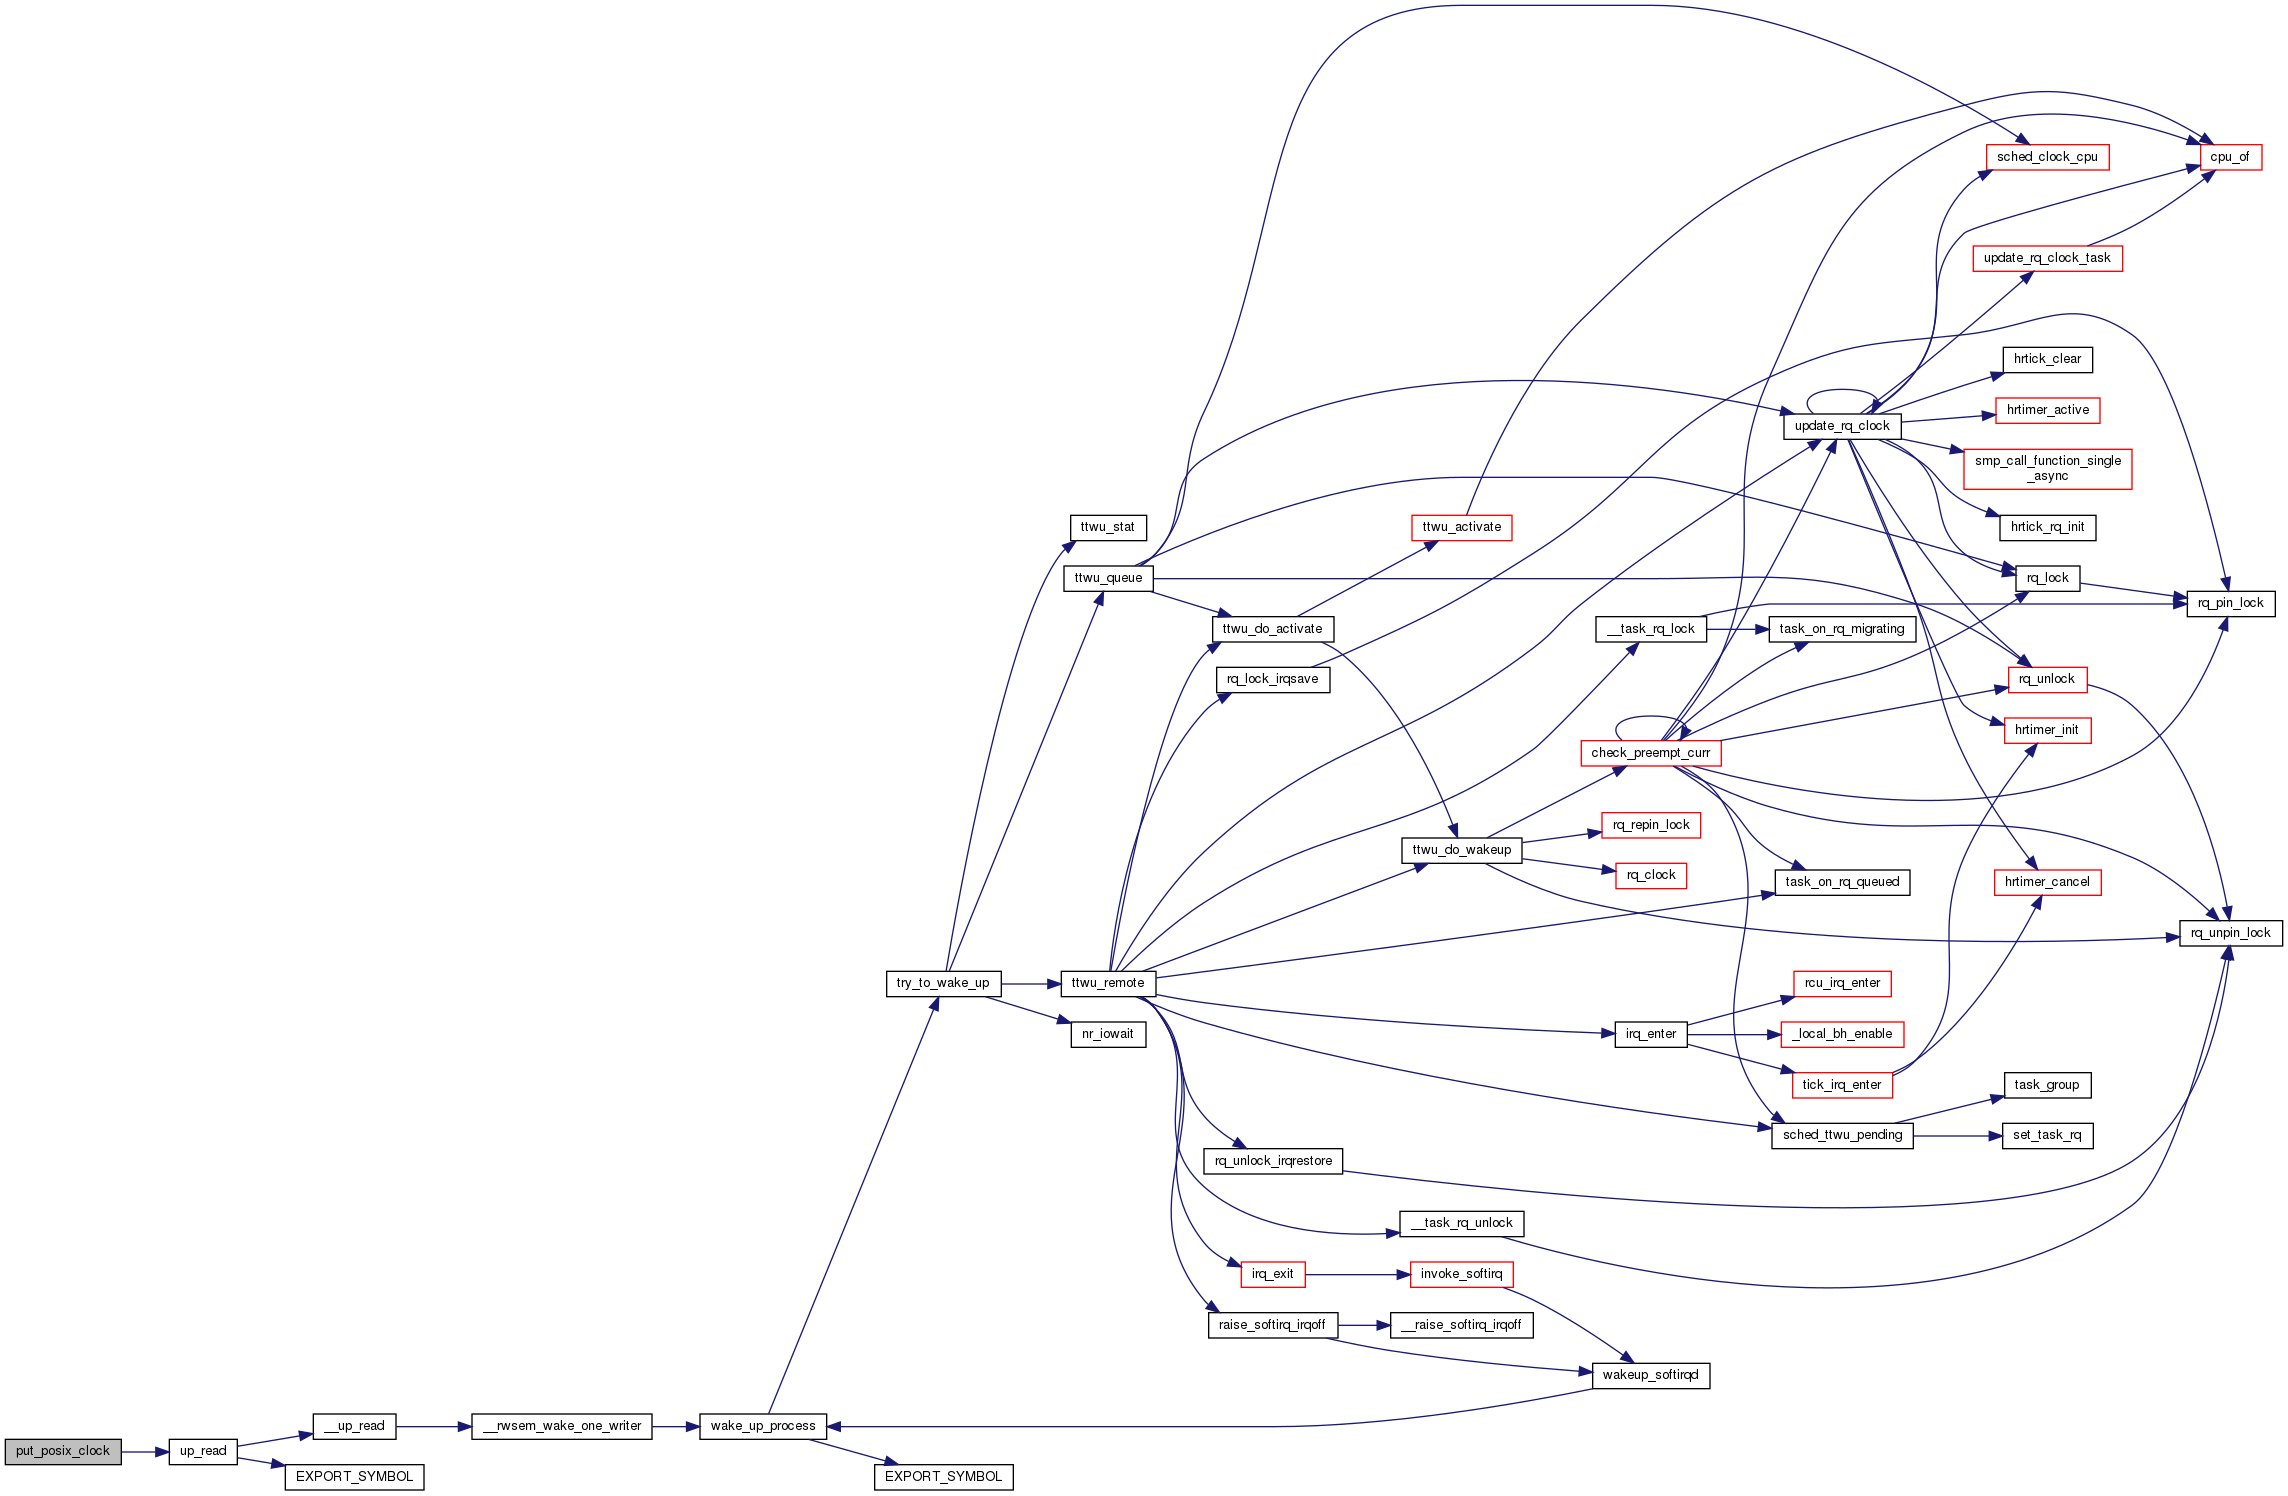 sched_clock_cpu
cpu_of
update_rq_clock_task
hrtick_clear
hrtimer_active
update_rq_clock
smp_call_function_single
_async
ttwu_stat
ttwu_activate
hrtick_rq_init
ttwu_queue
rq_lock
rq_pin_lock
ttwu_do_activate
__task_rq_lock
task_on_rq_migrating
rq_lock_irqsave
rq_unlock
hrtimer_init
check_preempt_curr
rq_repin_lock
ttwu_do_wakeup
rq_clock
task_on_rq_queued
hrtimer_cancel
rq_unpin_lock
try_to_wake_up
ttwu_remote
rcu_irq_enter
nr_iowait
irq_enter
_local_bh_enable
tick_irq_enter
task_group
sched_ttwu_pending
set_task_rq
rq_unlock_irqrestore
__task_rq_unlock
irq_exit
invoke_softirq
raise_softirq_irqoff
__raise_softirq_irqoff
wakeup_softirqd
__up_read
__rwsem_wake_one_writer
wake_up_process
put_posix_clock
up_read
EXPORT_SYMBOL
EXPORT_SYMBOL